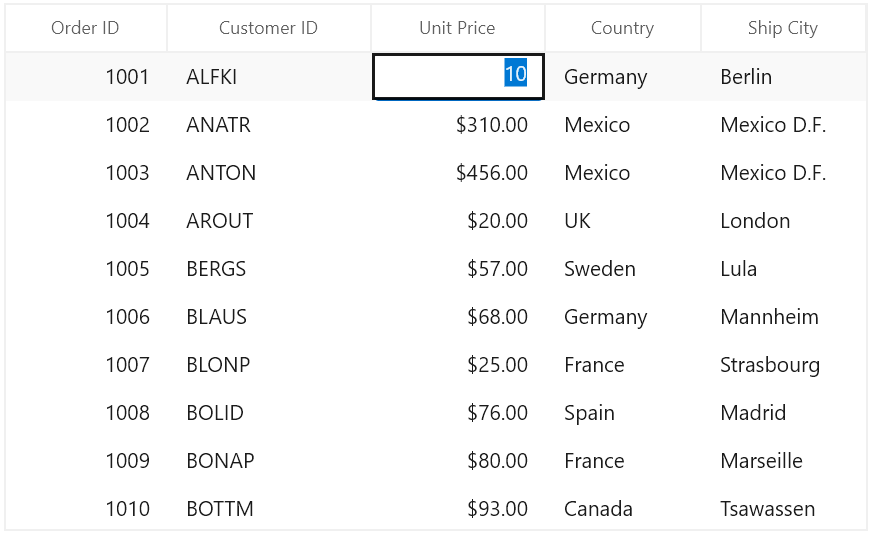 Order ID Customer ID Unit Price Country Ship City
1001 ALFKI 10 Germany Berlin
1002 ANATR $310.00 Mexico Mexico D.F.
1003 ANTON $456.00 Mexico Mexico D.F.
1004 AROUT $20.00 UK London
1005 BERGS $57.00 Sweden Lula
1006 BLAUS $68.00 Germany Mannheim
1007 BLONP $25.00 France Strasbourg
1008 BOLID $76.00 Spain Madrid
1009 BONAP $80.00 France Marseille
1010 BOTTM $93.00 Canada Tsawassen